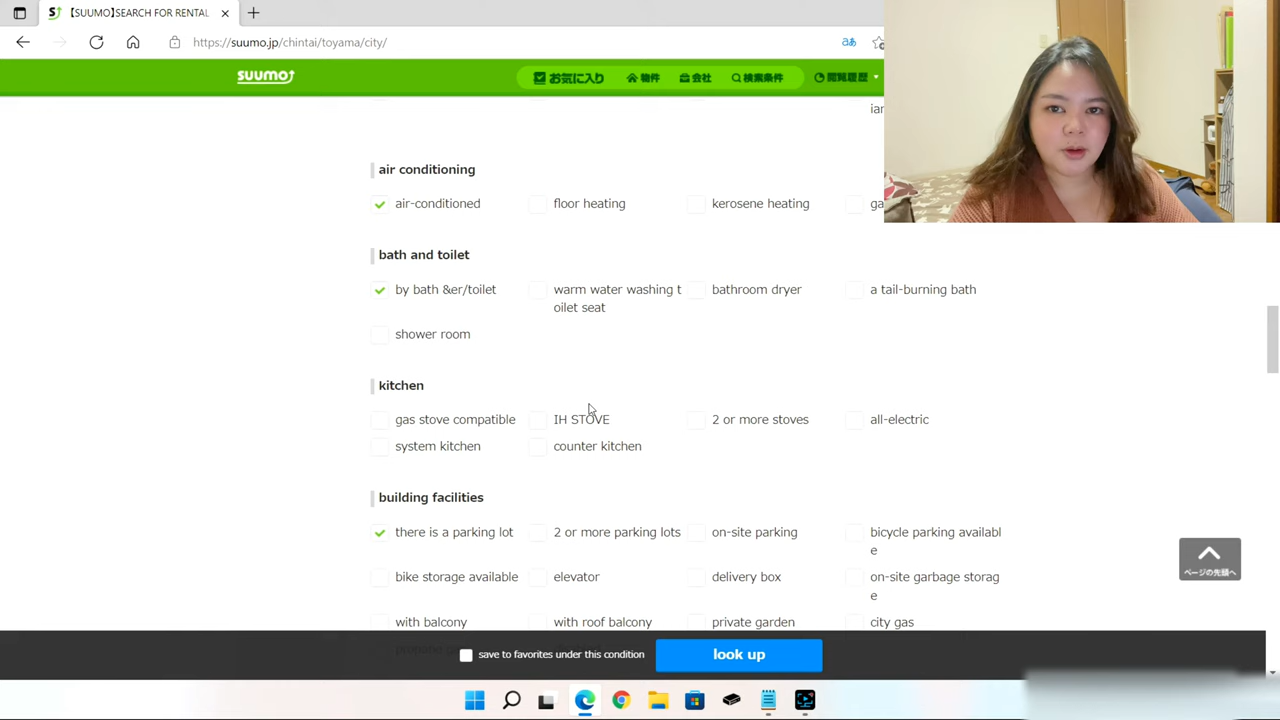 【SUUMO】SEARCH FOR RENTAL
https://suumo.jp/chintai/toyama/city/
aあ
SUUMO
お気に入り
物件
会社
検索条件
閲覧履歴
air conditioning
air-conditioned
floor heating
kerosene heating
ga
bath and toilet
by bath &er/toilet
warm water washing t
oilet seat
bathroom dryer
a tail-burning bath
shower room
kitchen
gas stove compatible
IH STOVE
2 or more stoves
all-electric
system kitchen
counter kitchen
building facilities
there is a parking lot
2 or more parking lots
on-site parking
bicycle parking availabl
e
bike storage available
elevator
delivery box
on-site garbage storag
e
with balcony
with roof balcony
private garden
city gas
save to favorites under this condition
look up
ページの先頭へ